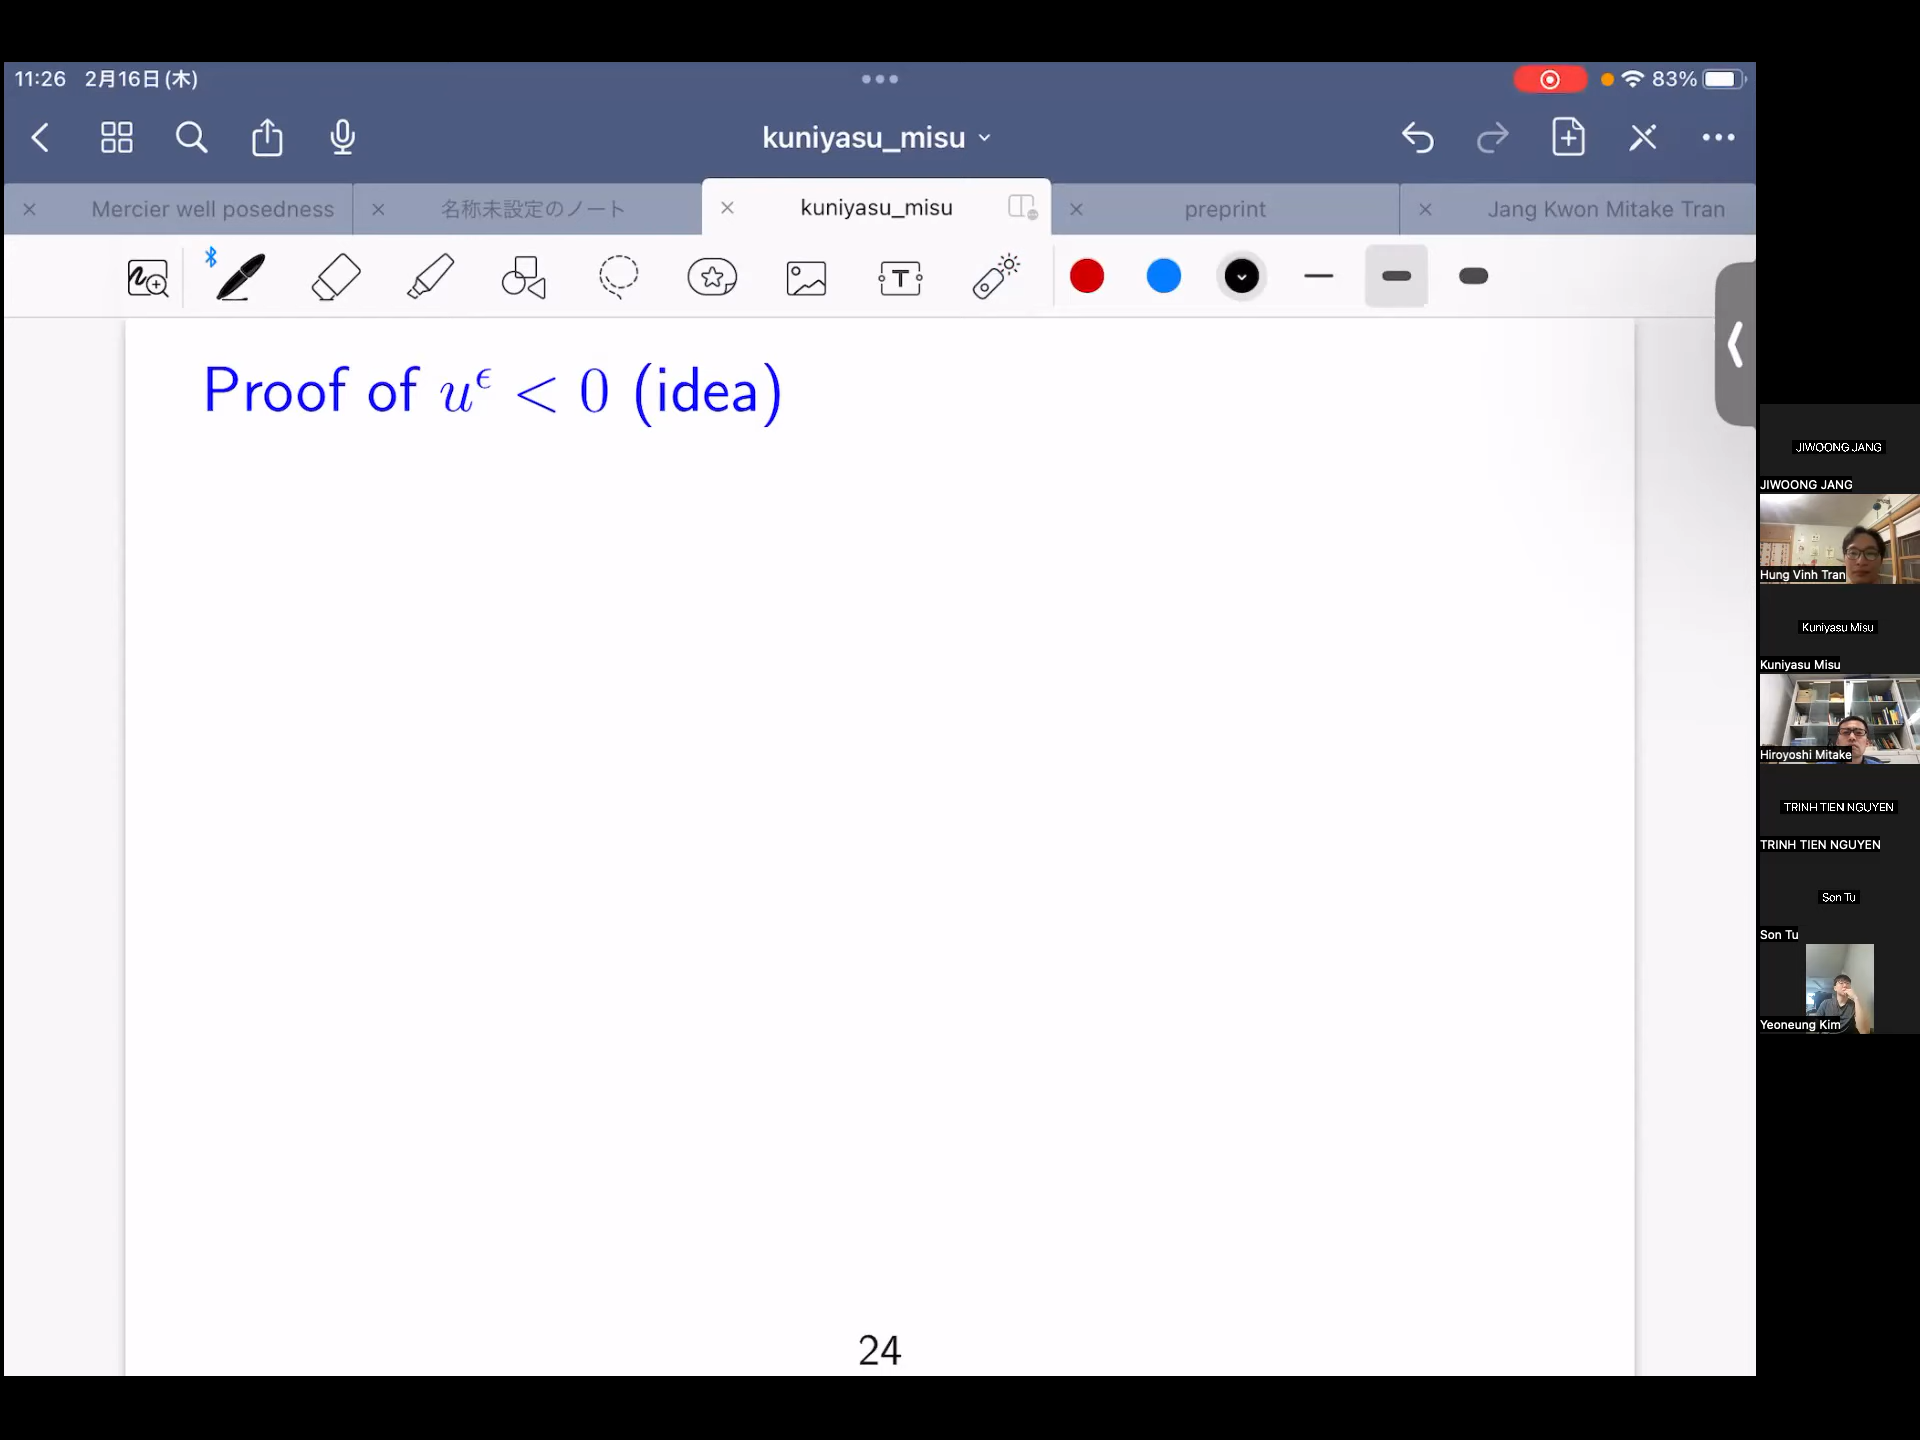 11:26 2月16日(木)
83%
kuniyasu_misu
Mercier well posedness
名称未設定のノート
kuniyasu_misu
preprint
Jang Kwon Mitake Tran
T
Proof of $u^{\epsilon} < 0$ (idea)
24
JIWOONG JANG
JIWOONG JANG
Hung Vinh Tran
Kuniyasu Misu
Kuniyasu Misu
Hiroyoshi Mitake
TRINH TIEN NGUYEN
TRINH TIEN NGUYEN
Son Tu
Son Tu
Yeoneung Kim